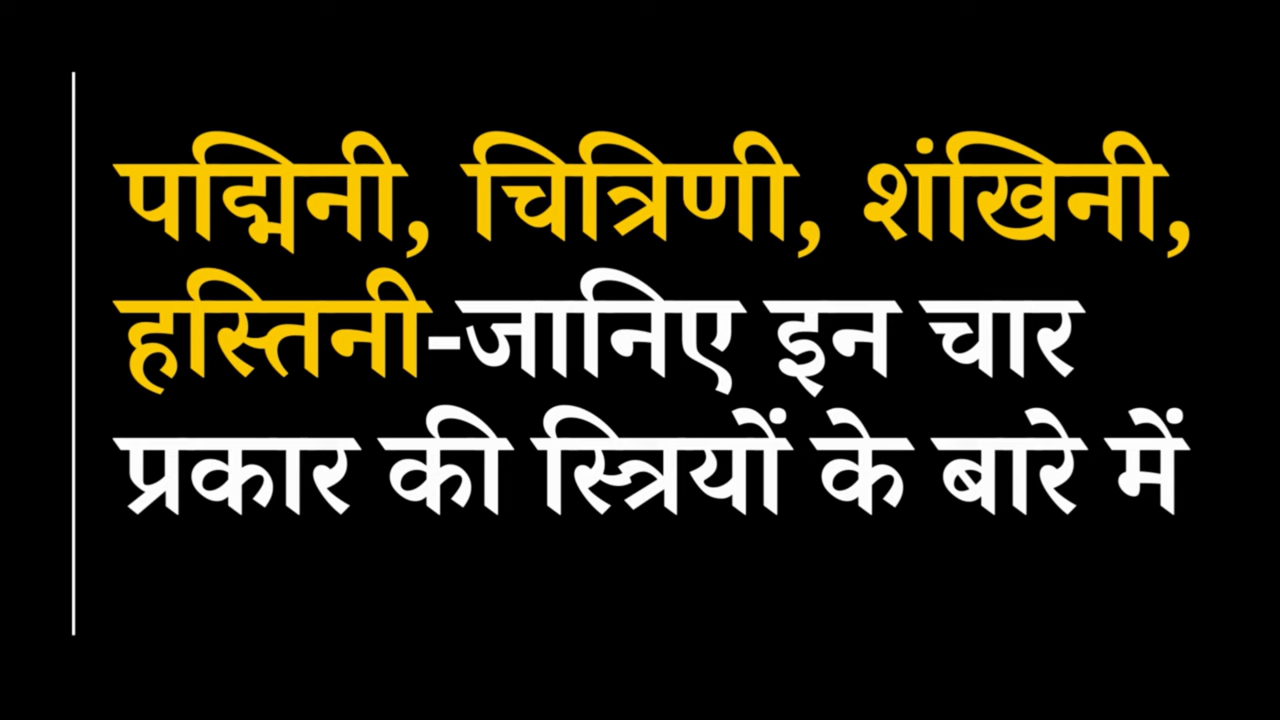 पद्मिनी, चित्रिणी, शंखिनी,
हस्तिनी-जानिए इन चार
प्रकार की स्त्रियों के बारे में